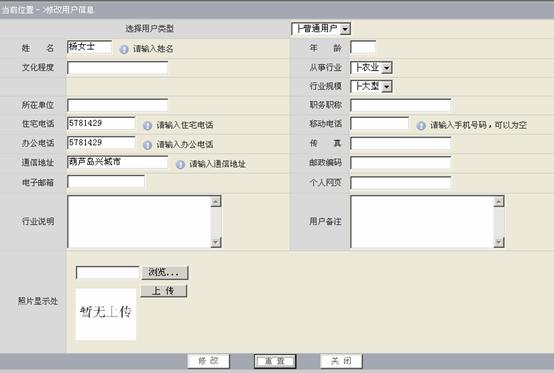 当前位置－>修改用户信息
选择用户类型 ├普通用户
姓 名 杨女士 请输入姓名 年 龄
文化程度 从事行业 ├农业
行业规模 ├大型
所在单位 职务职称
住宅电话 5781429 请输入住宅电话 移动电话 请输入手机号码，可以为空
办公电话 5781429 请输入办公电话 传 真
通信地址 葫芦岛兴城市 请输入通信地址 邮政编码
电子邮箱 个人网页
行业说明 用户备注
浏览...
上 传
照片显示处 暂无上传
修 改 重 置 关 闭